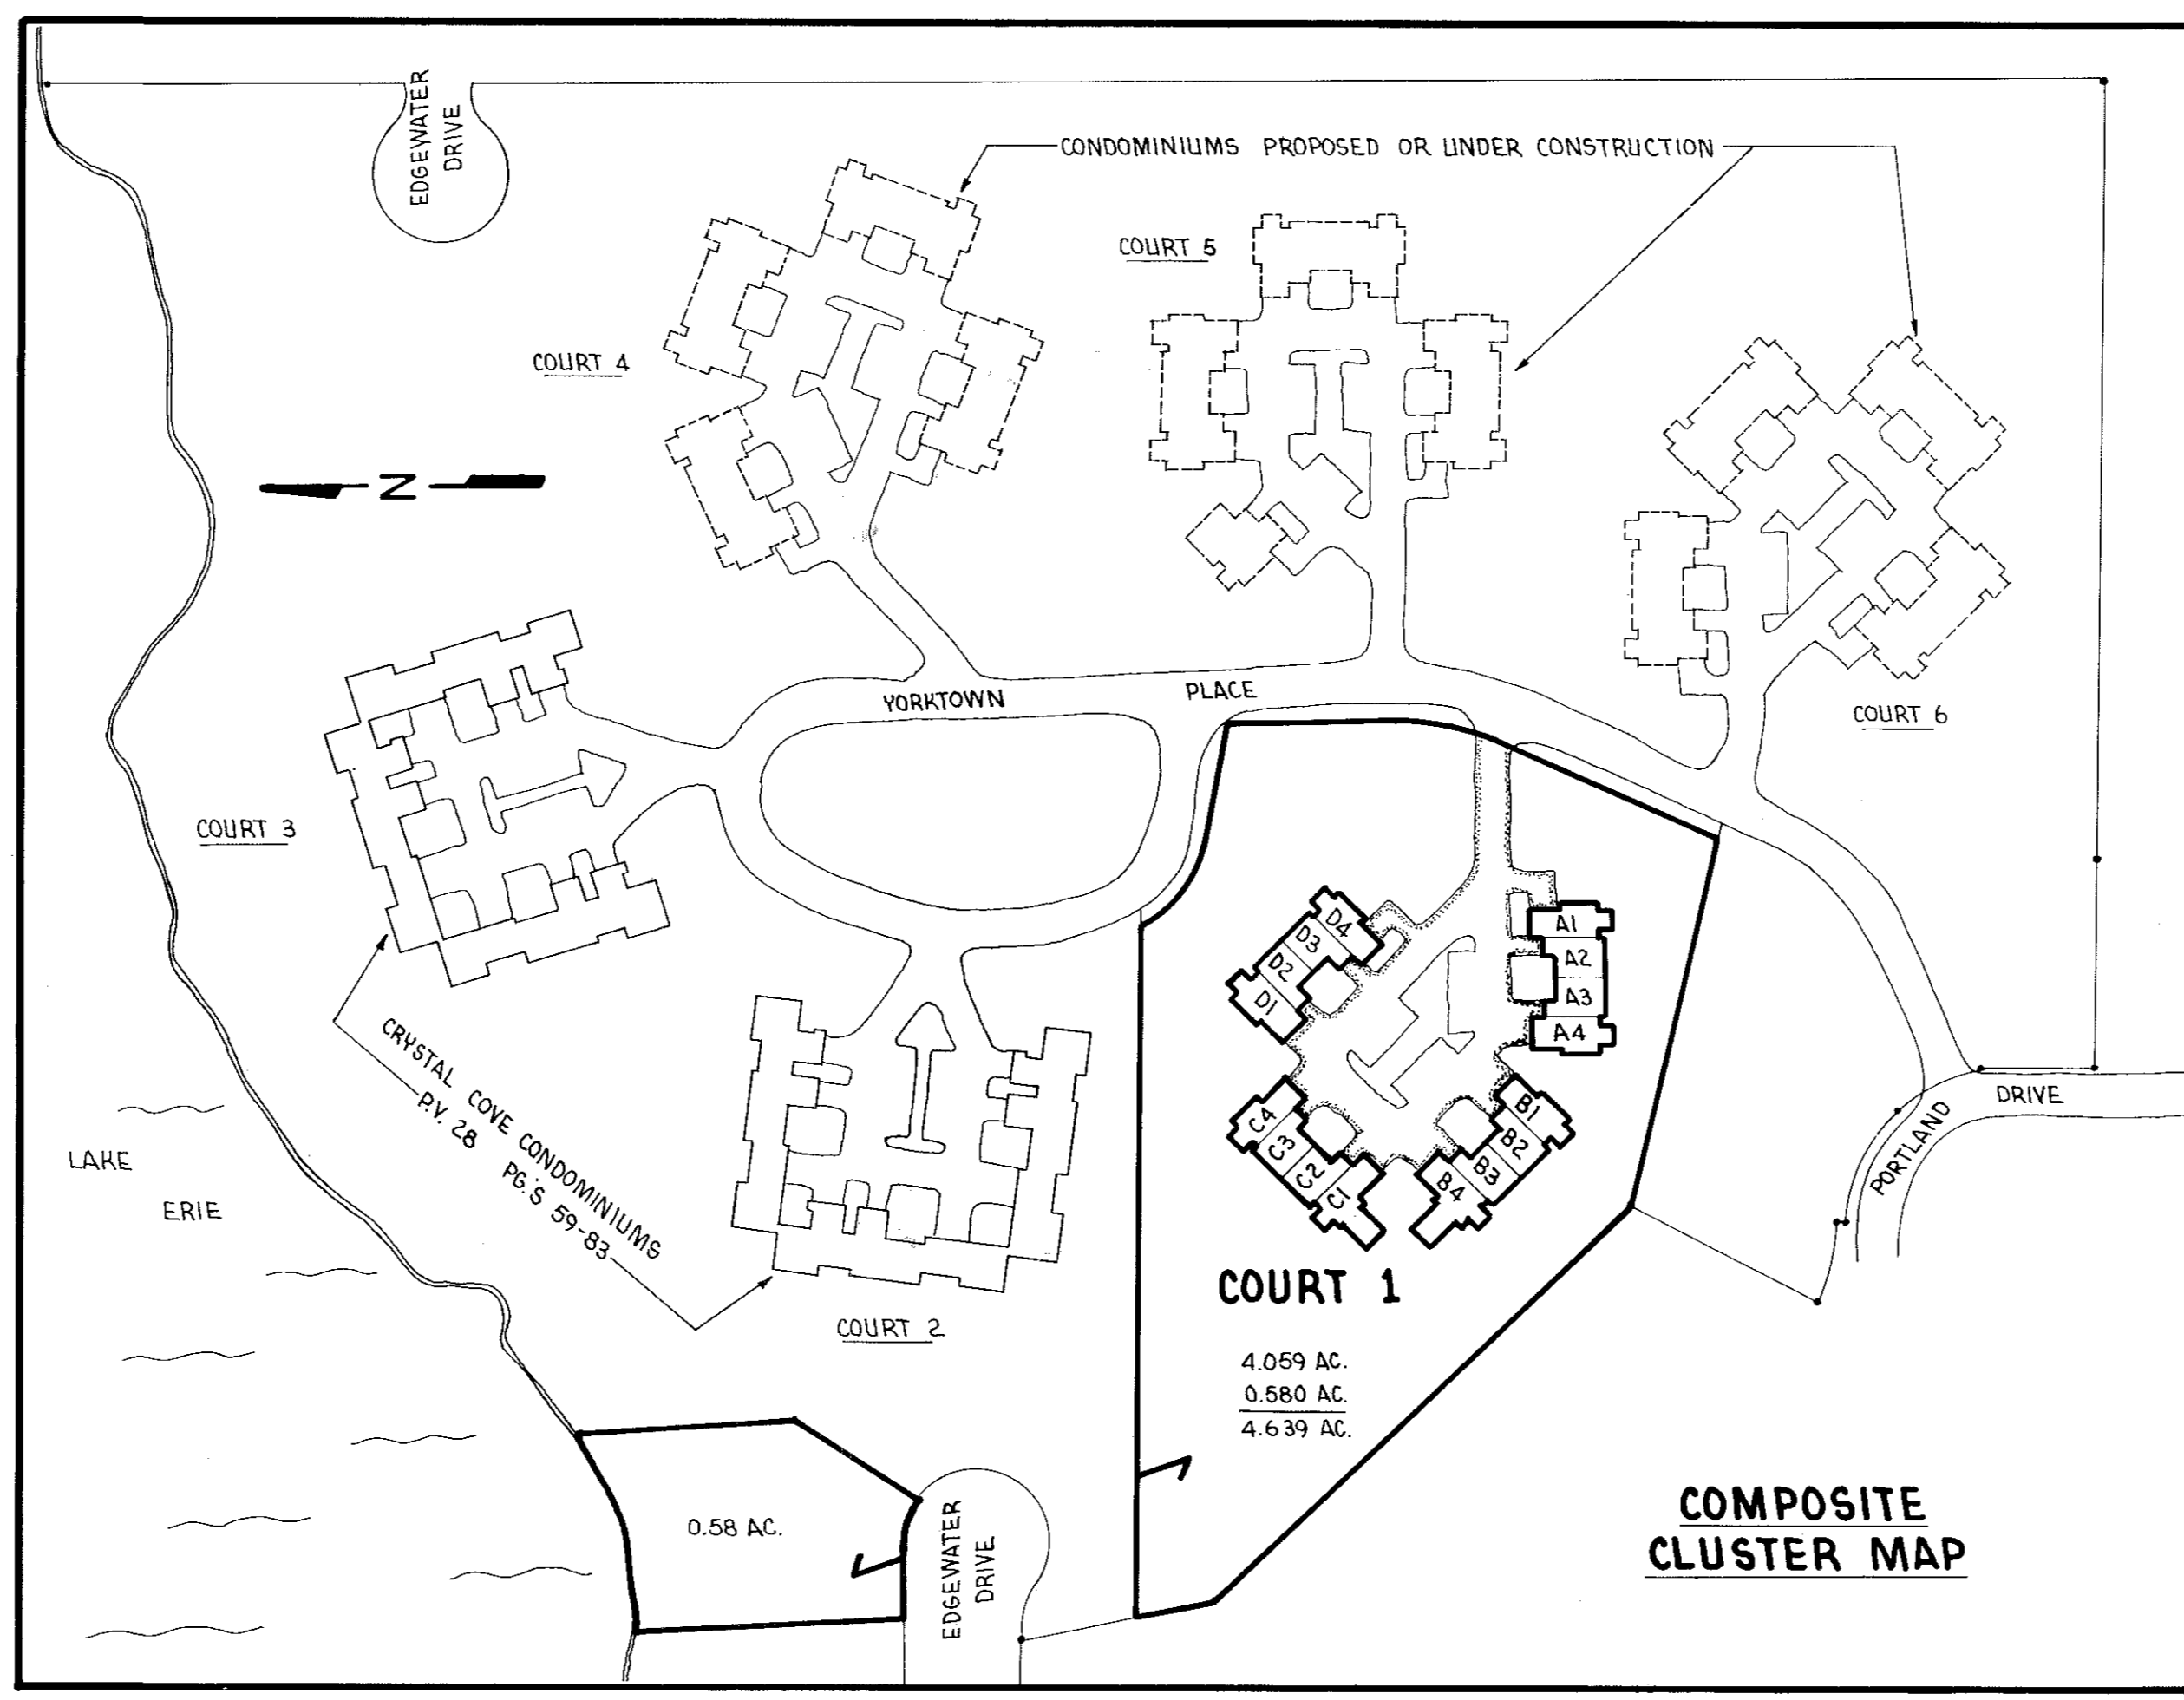 EDGEWATER
DRIVE
CONDOMINIUMS PROPOSED OR UNDER CONSTRUCTION
COURT 5
COURT 4
N
YORKTOWN PLACE
COURT 6
COURT 3
D4
D3
D2
D1
A1
A2
A3
A4
CRYSTAL COVE CONDOMINIUMS
P.V. 28 PG.'S 59-83
C4
C3
C2
C1
B1
B2
B3
B4
PORTLAND DRIVE
LAKE
ERIE
COURT 1
COURT 2
4.059 AC.
0.580 AC.
4.639 AC.
0.58 AC.
EDGEWATER
DRIVE
COMPOSITE
CLUSTER MAP